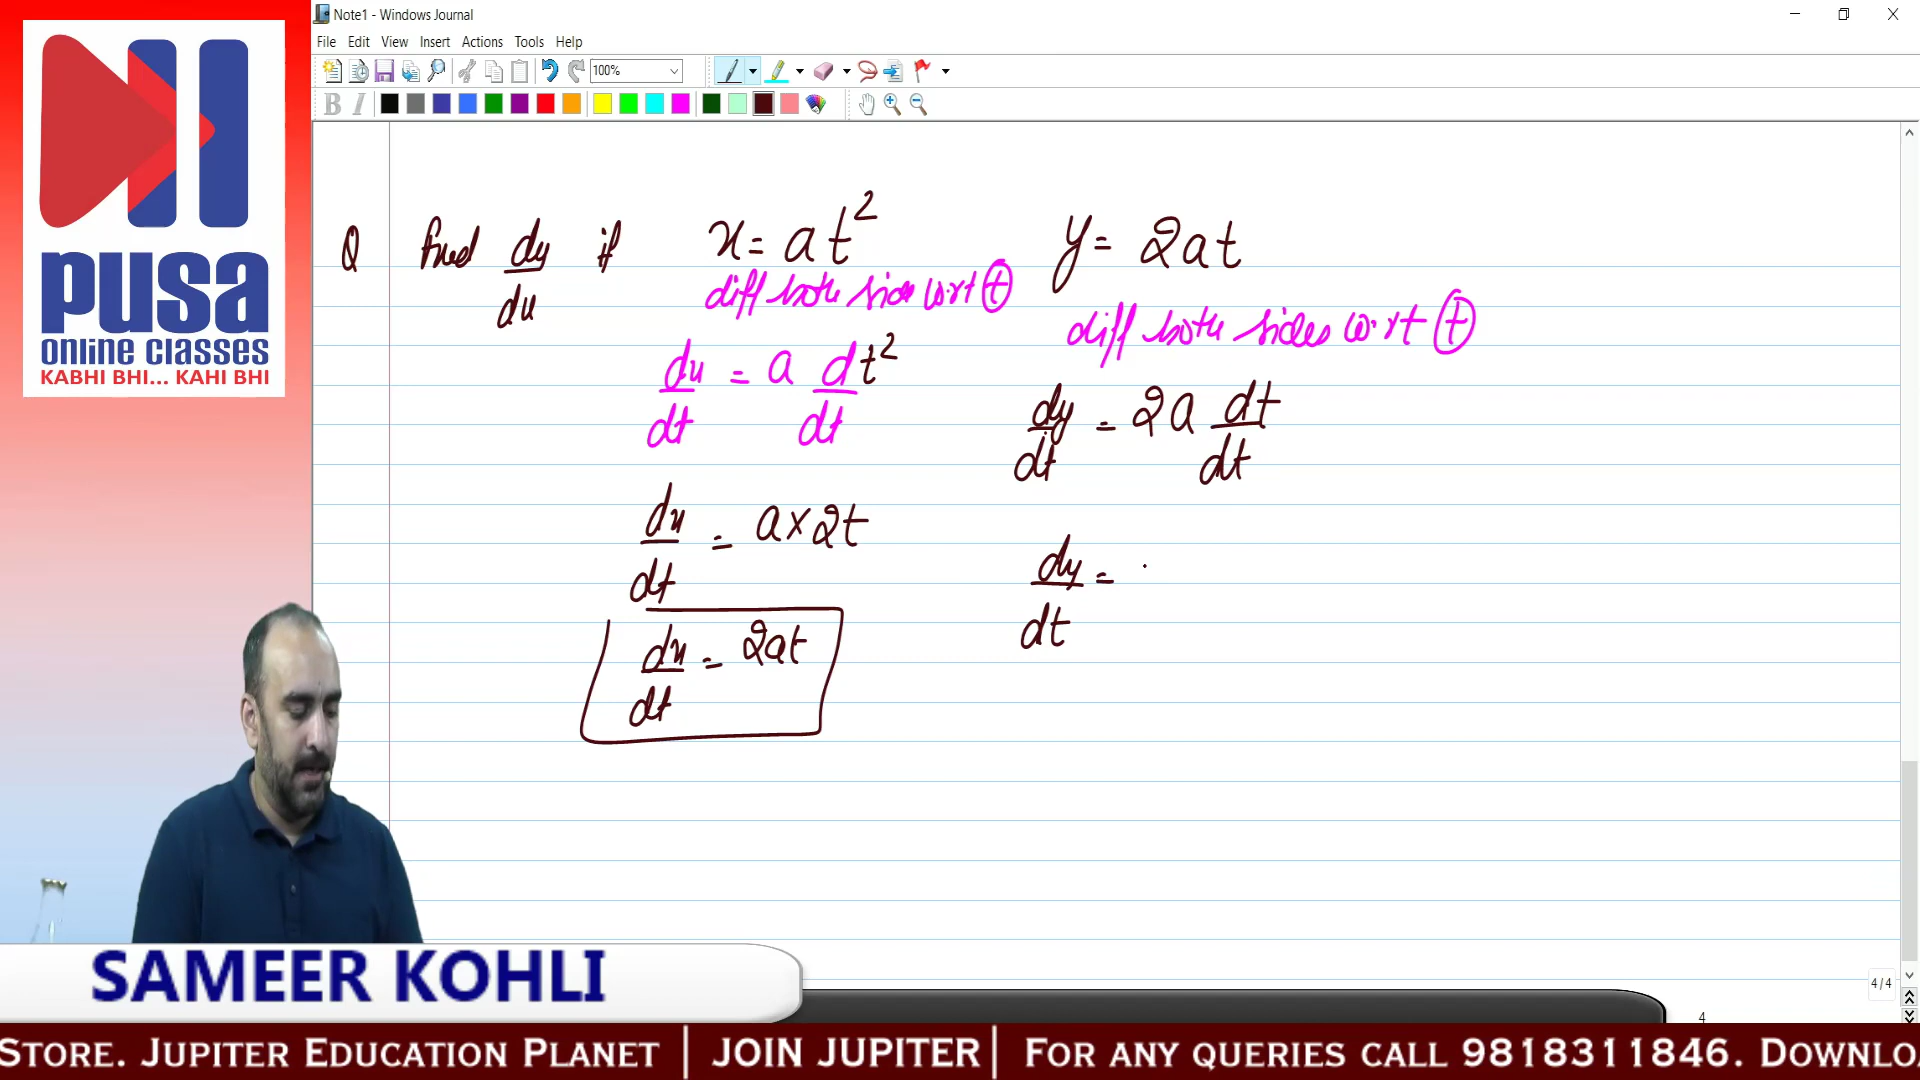 Note1 - Windows Journal
File Edit View Insert Actions Tools Help
100%
B I
pusa
ONLINE CLASSES
KABHI BHI... KAHI BHI
Q find dy/dx if x = at² y = 2at
diff both sides w.r.t (t)
diff both sides w.r.t (t)
dx/dt = a d/dt t²
dy/dt = 2a dt/dt
dx/dt = a×2t
dy/dt =
dx/dt = 2at
4/4
4
SAMEER KOHLI
STORE. JUPITER EDUCATION PLANET | JOIN JUPITER | FOR ANY QUERIES CALL 9818311846. DOWNLO